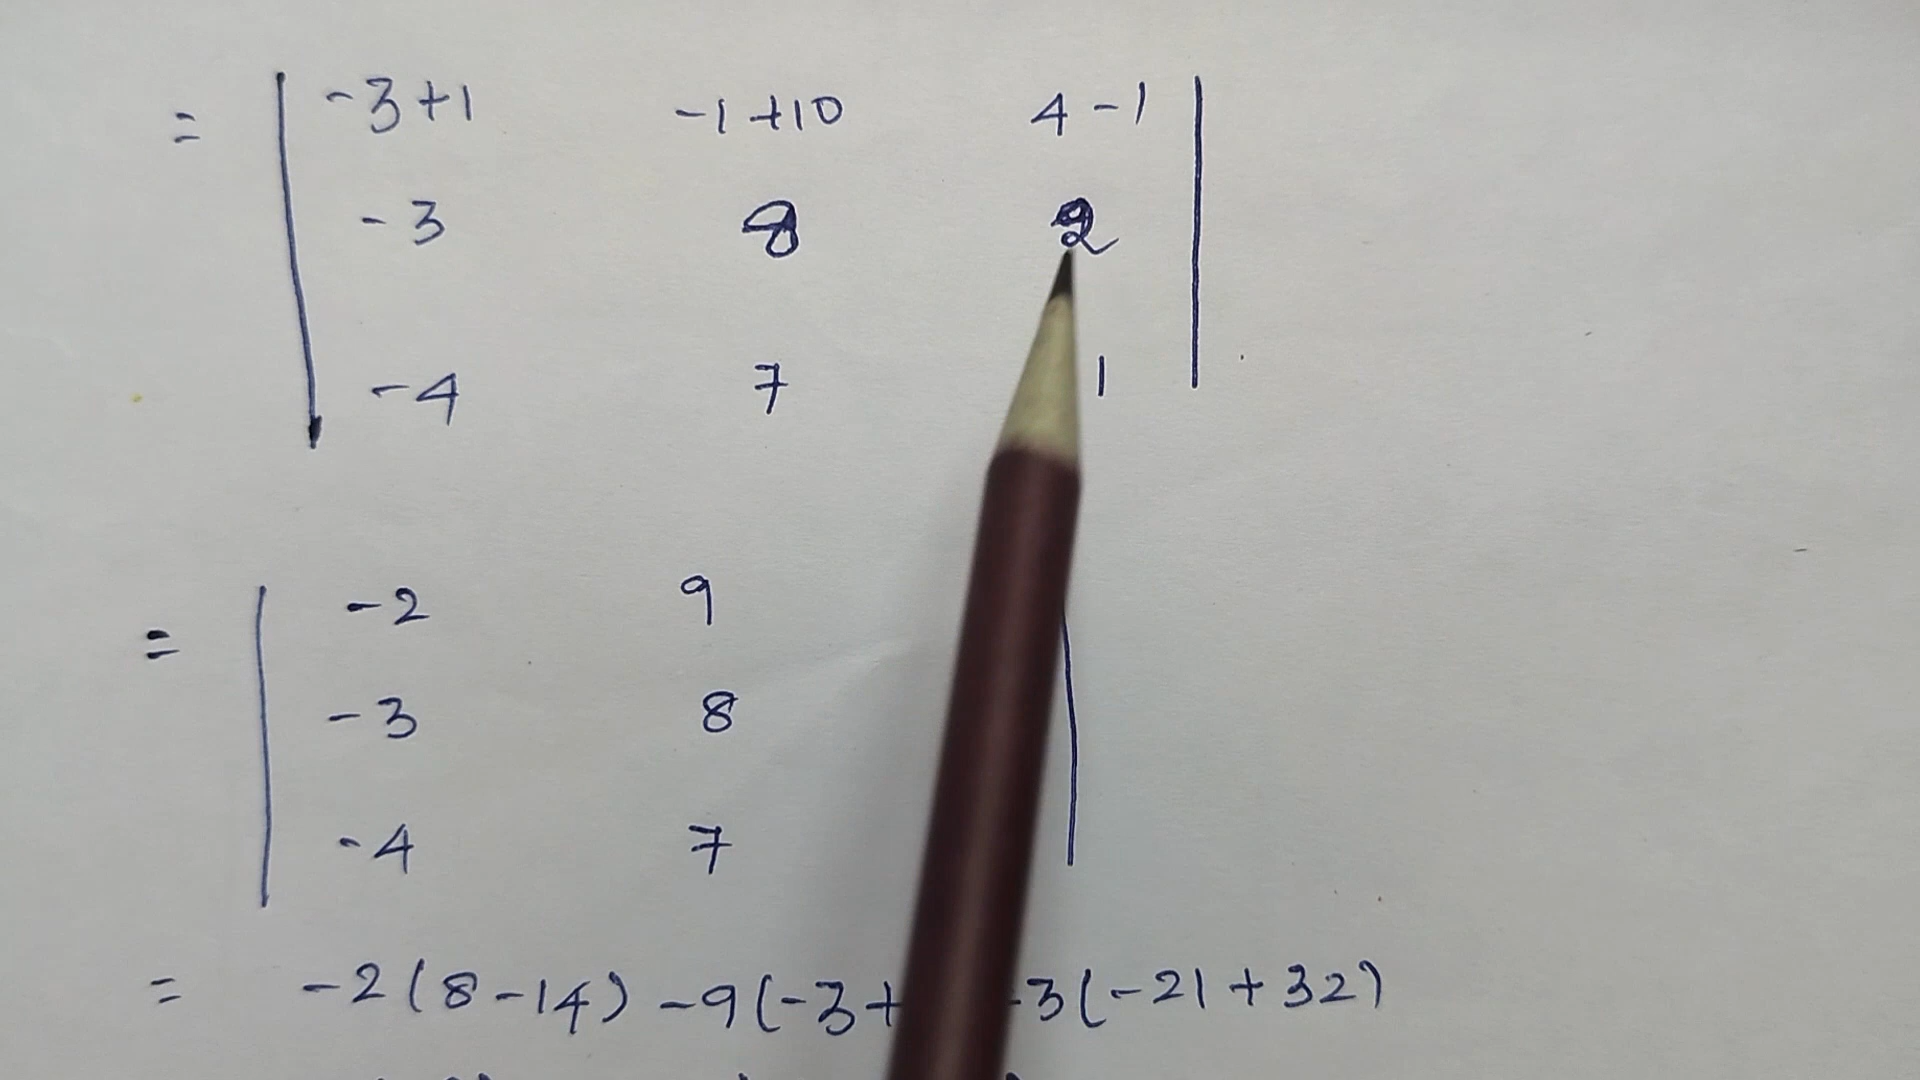 = | -3+1 -1+10 4-1 |
-3 8 2
-4 7 1
= | -2 9 |
-3 8
-4 7
= -2(8-14) -9(-3+ 3(-21+32)